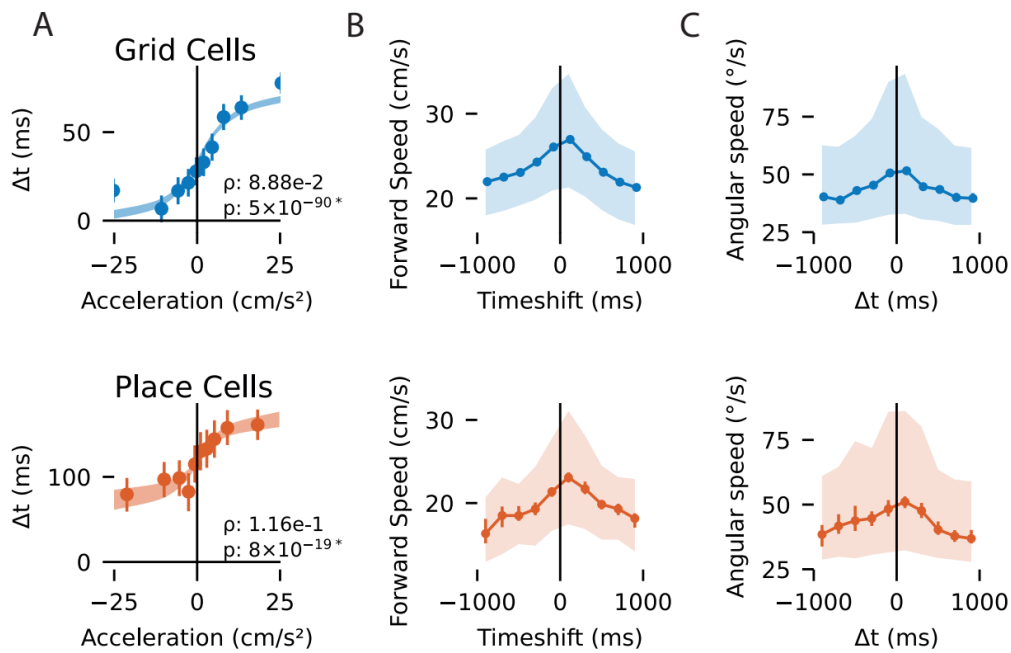 A
B
C
Grid Cells
Δt (ms)
50
0
ρ: 8.88e-2
p: 5×10⁻⁹⁰*
−25
0
25
Acceleration (cm/s²)
Forward Speed (cm/s)
30
20
−1000
0
1000
Timeshift (ms)
Angular speed (°/s)
75
50
25
−1000
0
1000
Δt (ms)
Place Cells
Δt (ms)
100
0
ρ: 1.16e-1
p: 8×10⁻¹⁹*
−25
0
25
Acceleration (cm/s²)
Forward Speed (cm/s)
30
20
−1000
0
1000
Timeshift (ms)
Angular speed (°/s)
75
50
25
−1000
0
1000
Δt (ms)